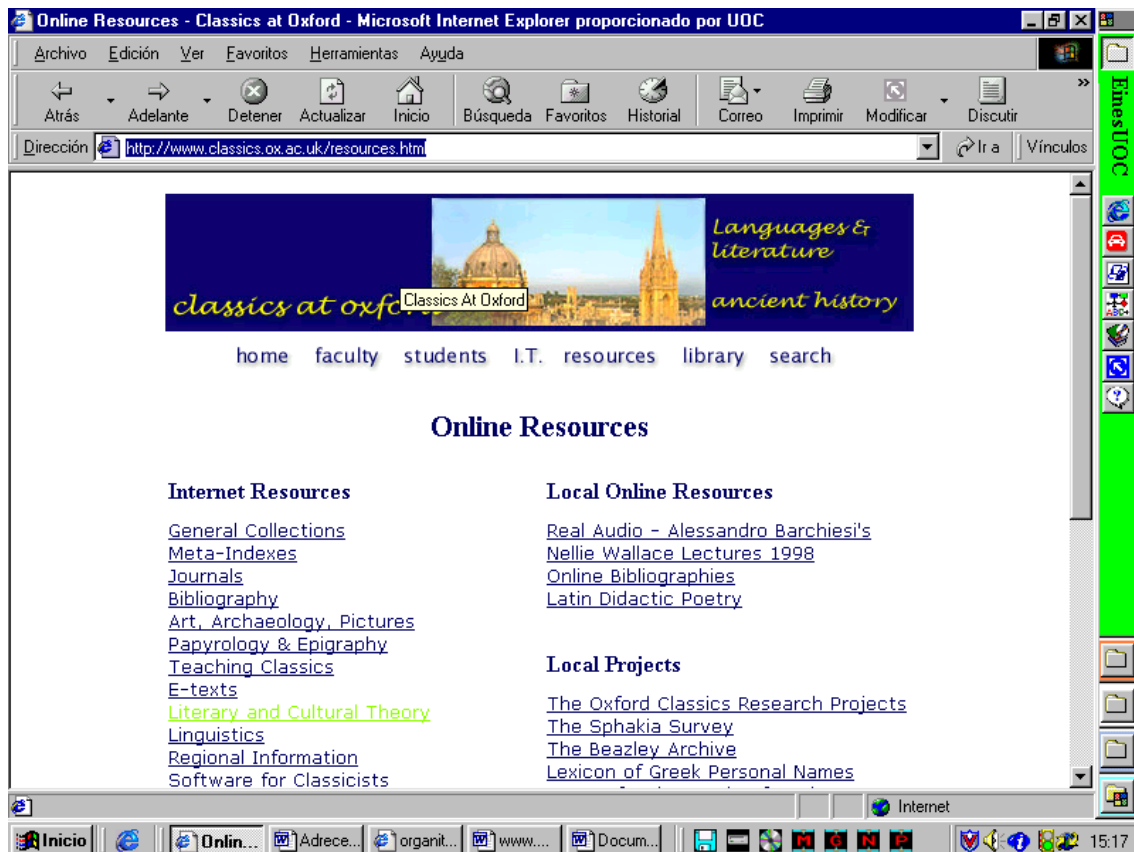 Online Resources - Classics at Oxford - Microsoft Internet Explorer proporcionado por UOC
Archivo Edición Ver Favoritos Herramientas Ayuda
Atrás Adelante Detener Actualizar Inicio Búsqueda Favoritos Historial Correo Imprimir Modificar Discutir »
Dirección http://www.classics.ox.ac.uk/resources.html Ir a Vínculos
EinesUOC
Languages &
literature
classics at
Classics At Oxford
ancient history
home faculty students I.T. resources library search
Online Resources
Internet Resources
General Collections
Meta-Indexes
Journals
Bibliography
Art, Archaeology, Pictures
Papyrology & Epigraphy
Teaching Classics
E-texts
Literary and Cultural Theory
Linguistics
Regional Information
Software for Classicists
Local Online Resources
Real Audio - Alessandro Barchiesi's
Nellie Wallace Lectures 1998
Online Bibliographies
Latin Didactic Poetry
Local Projects
The Oxford Classics Research Projects
The Sphakia Survey
The Beazley Archive
Lexicon of Greek Personal Names
Internet
Inicio Onlin... Adrece... organit... www.... Docum... M G N P 15:17